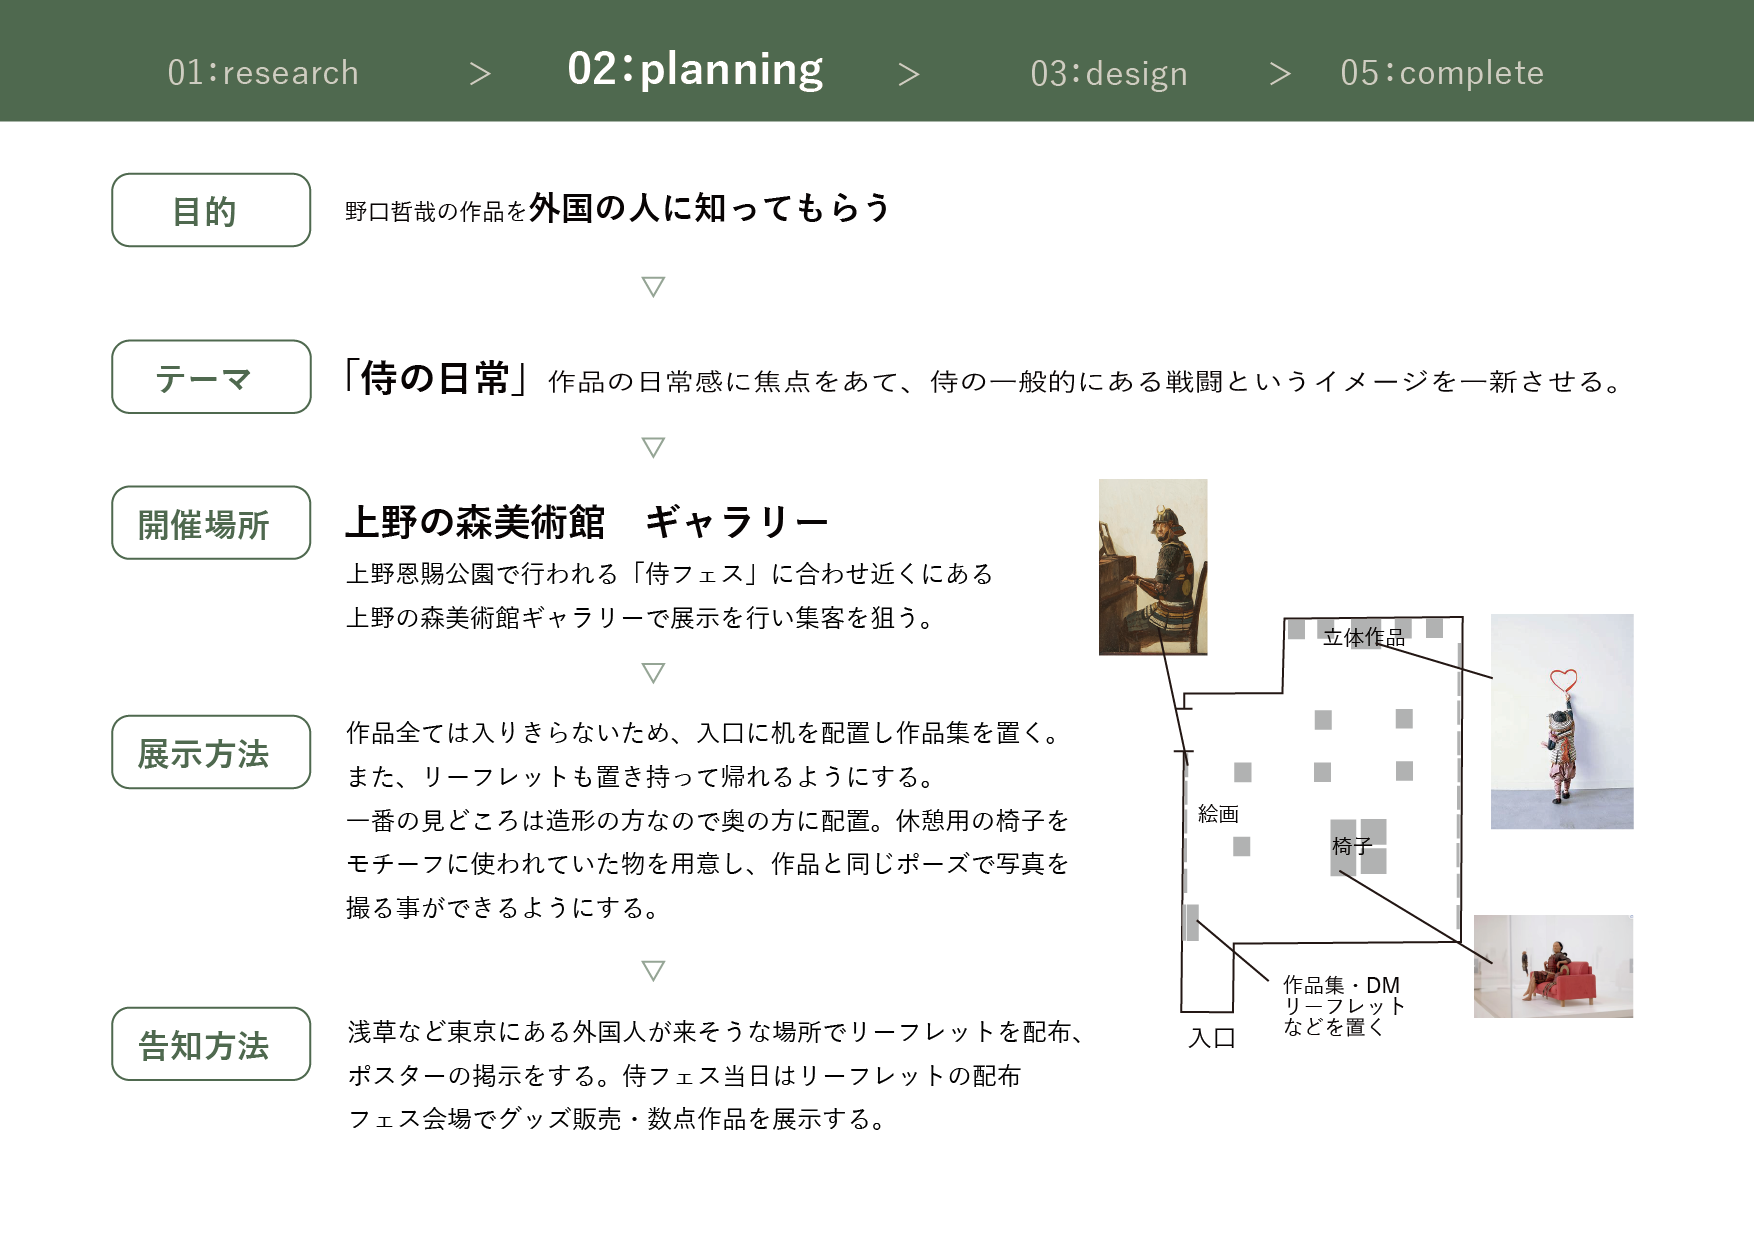 01:research > 02:planning > 03:design > 05:complete
目的
野口哲哉の作品を外国の人に知ってもらう
▽
テーマ
「侍の日常」作品の日常感に焦点をあて、侍の一般的にある戦闘というイメージを一新させる。
▽
開催場所
上野の森美術館　ギャラリー
上野恩賜公園で行われる「侍フェス」に合わせ近くにある
上野の森美術館ギャラリーで展示を行い集客を狙う。
▽
展示方法
作品全ては入りきらないため、入口に机を配置し作品集を置く。
また、リーフレットも置き持って帰れるようにする。
一番の見どころは造形の方なので奥の方に配置。休憩用の椅子を
モチーフに使われていた物を用意し、作品と同じポーズで写真を
撮る事ができるようにする。
▽
告知方法
浅草など東京にある外国人が来そうな場所でリーフレットを配布、
ポスターの掲示をする。侍フェス当日はリーフレットの配布
フェス会場でグッズ販売・数点作品を展示する。
立体作品
絵画
椅子
作品集・DM
リーフレット
などを置く
入口